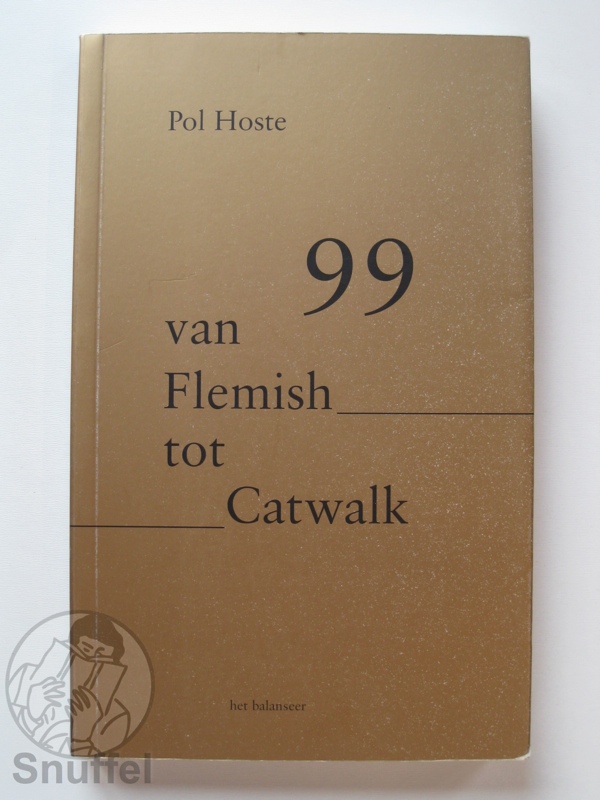 Pol Hoste
99
van
Flemish
tot
Catwalk
het balanseer
Snuffel